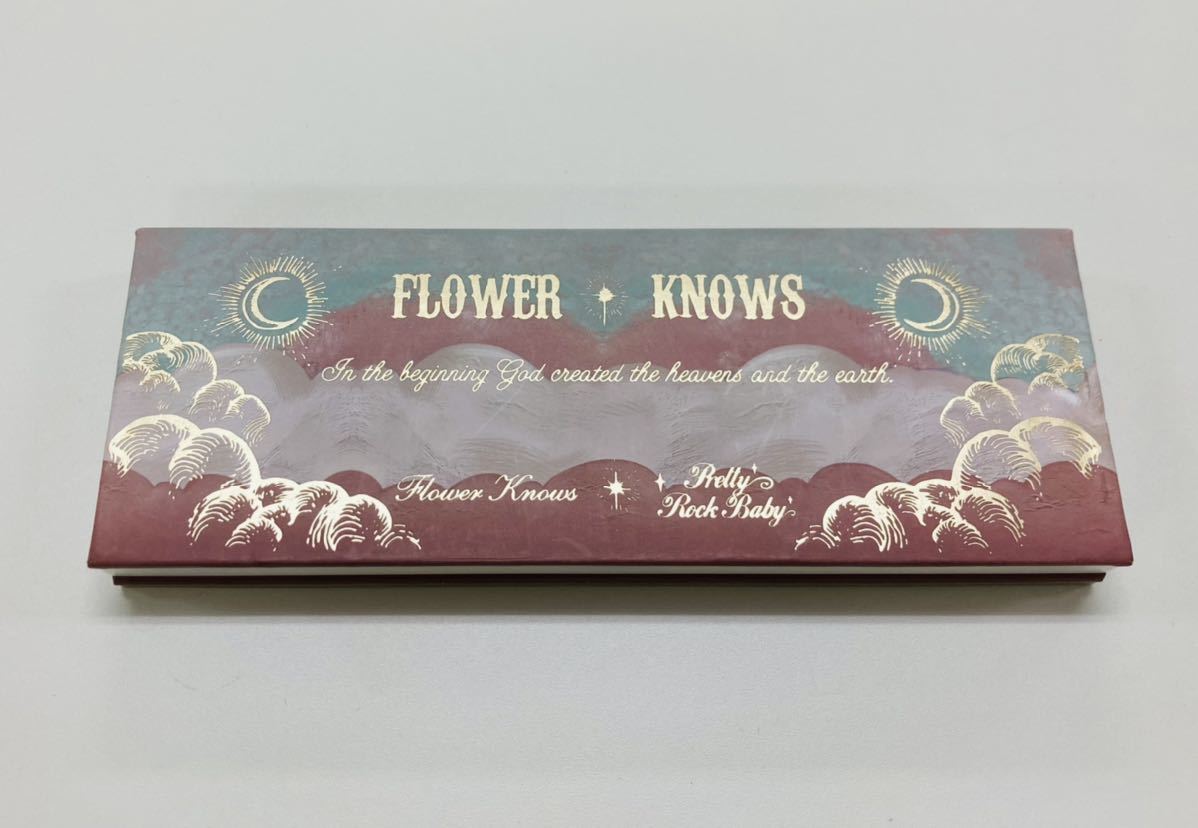 FLOWER KNOWS
In the beginning God created the heavens and the earth.
Flower Knows
Pretty
Rock Baby